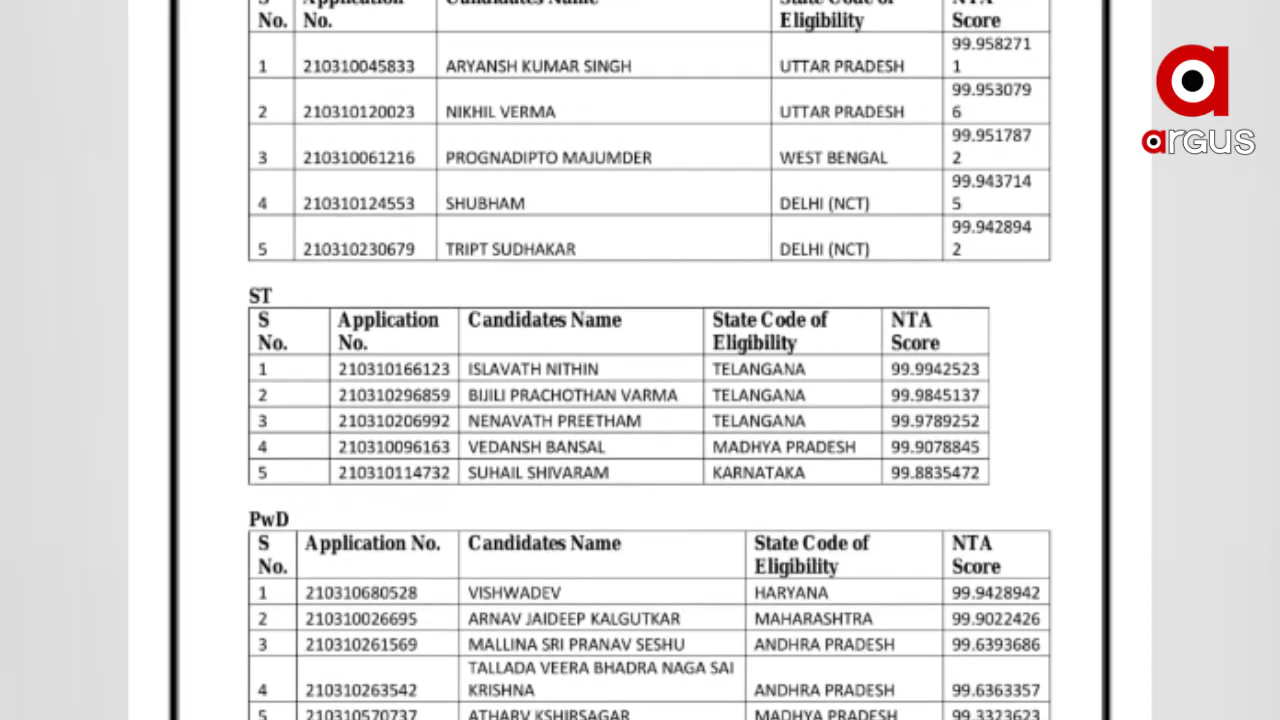 S Application Candidates Name State Code of NTA
No. No. Eligibility Score
99.958271
1 210310045833 ARYANSH KUMAR SINGH UTTAR PRADESH 1
99.953079
2 210310120023 NIKHIL VERMA UTTAR PRADESH 6
99.951787
3 210310061216 PROGNADIPTO MAJUMDER WEST BENGAL 2
99.943714
4 210310124553 SHUBHAM DELHI (NCT) 5
99.942894
5 210310230679 TRIPT SUDHAKAR DELHI (NCT) 2
argus
ST
S Application Candidates Name State Code of NTA
No. No. Eligibility Score
1 210310166123 ISLAVATH NITHIN TELANGANA 99.9942523
2 210310296859 BIJILI PRACHOTHAN VARMA TELANGANA 99.9845137
3 210310206992 NENAVATH PREETHAM TELANGANA 99.9789252
4 210310096163 VEDANSH BANSAL MADHYA PRADESH 99.9078845
5 210310114732 SUHAIL SHIVARAM KARNATAKA 99.8835472
PwD
S Application No. Candidates Name State Code of NTA
No. Eligibility Score
1 210310680528 VISHWADEV HARYANA 99.9428942
2 210310026695 ARNAV JAIDEEP KALGUTKAR MAHARASHTRA 99.9022426
3 210310261569 MALLINA SRI PRANAV SESHU ANDHRA PRADESH 99.6393686
TALLADA VEERA BHADRA NAGA SAI
4 210310263542 KRISHNA ANDHRA PRADESH 99.6363357
5 210310570737 ATHARV KSHIRSAGAR MADHYA PRADESH 99.3323623